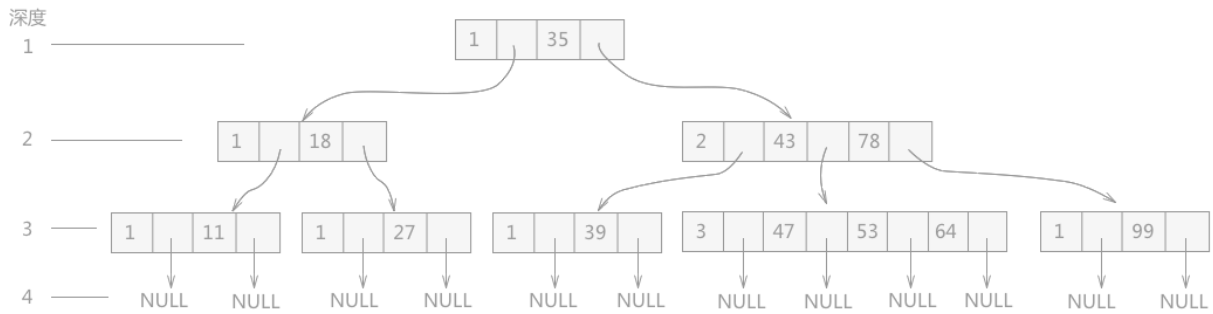 深度
1 1 35
2 1 18 2 43 78
3 1 11 1 27 1 39 3 47 53 64 1 99
4 NULL NULL NULL NULL NULL NULL NULL NULL NULL NULL NULL NULL